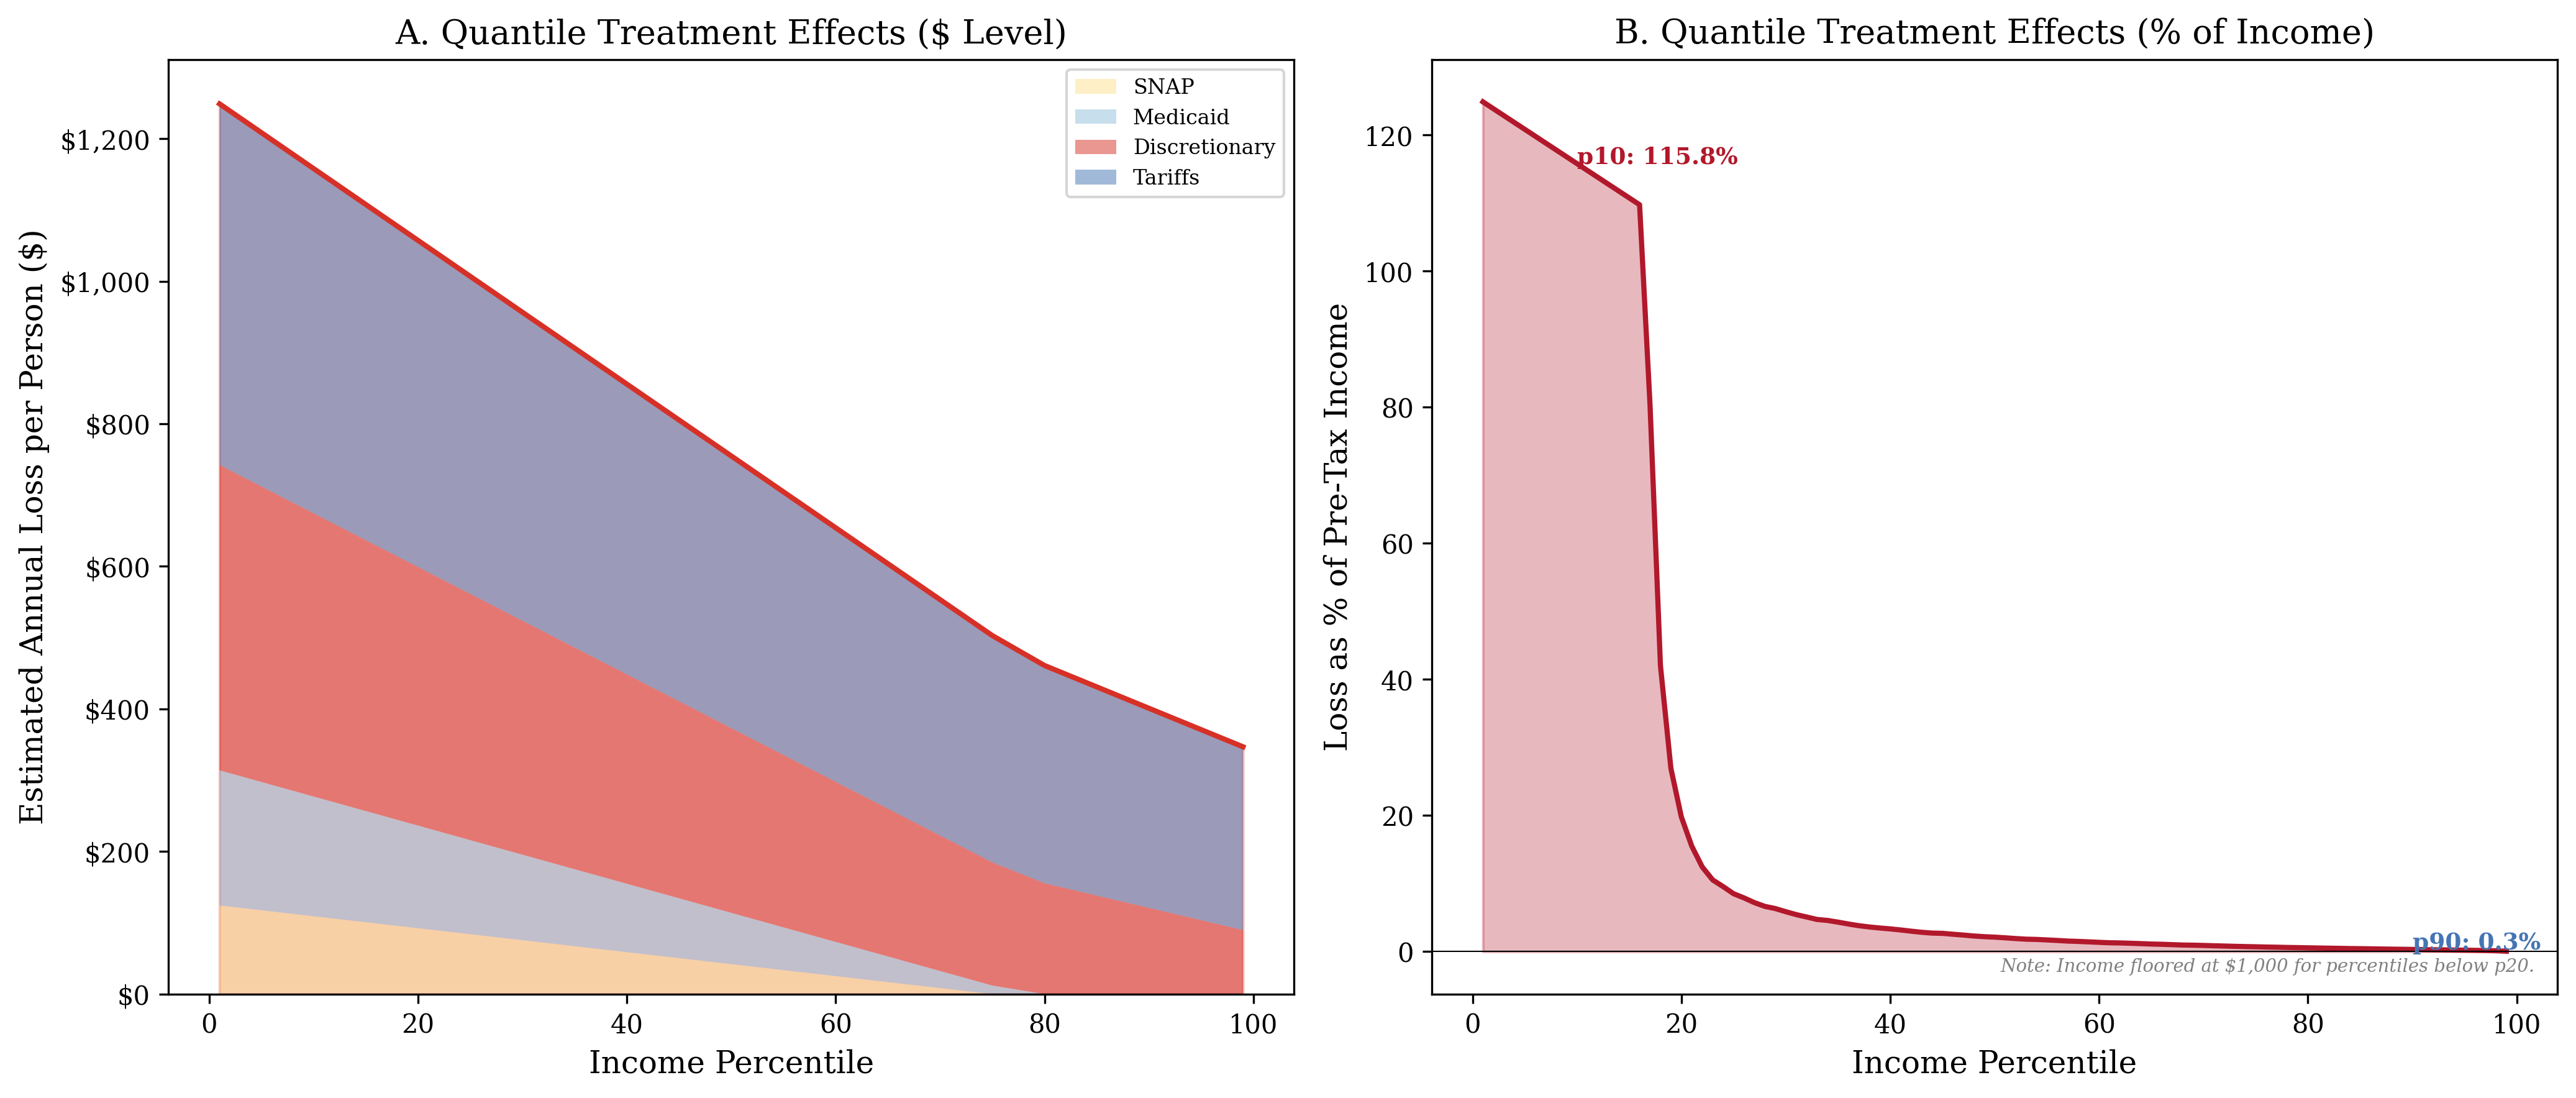 A. Quantile Treatment Effects ($ Level)
SNAP
Medicaid
Discretionary
Tariffs
Estimated Annual Loss per Person ($)
$1,200
$1,000
$800
$600
$400
$200
$0
0 20 40 60 80 100
Income Percentile
B. Quantile Treatment Effects (% of Income)
Loss as % of Pre-Tax Income
120
100
80
60
40
20
0
p10: 115.8%
p90: 0.3%
Note: Income floored at $1,000 for percentiles below p20.
0 20 40 60 80 100
Income Percentile